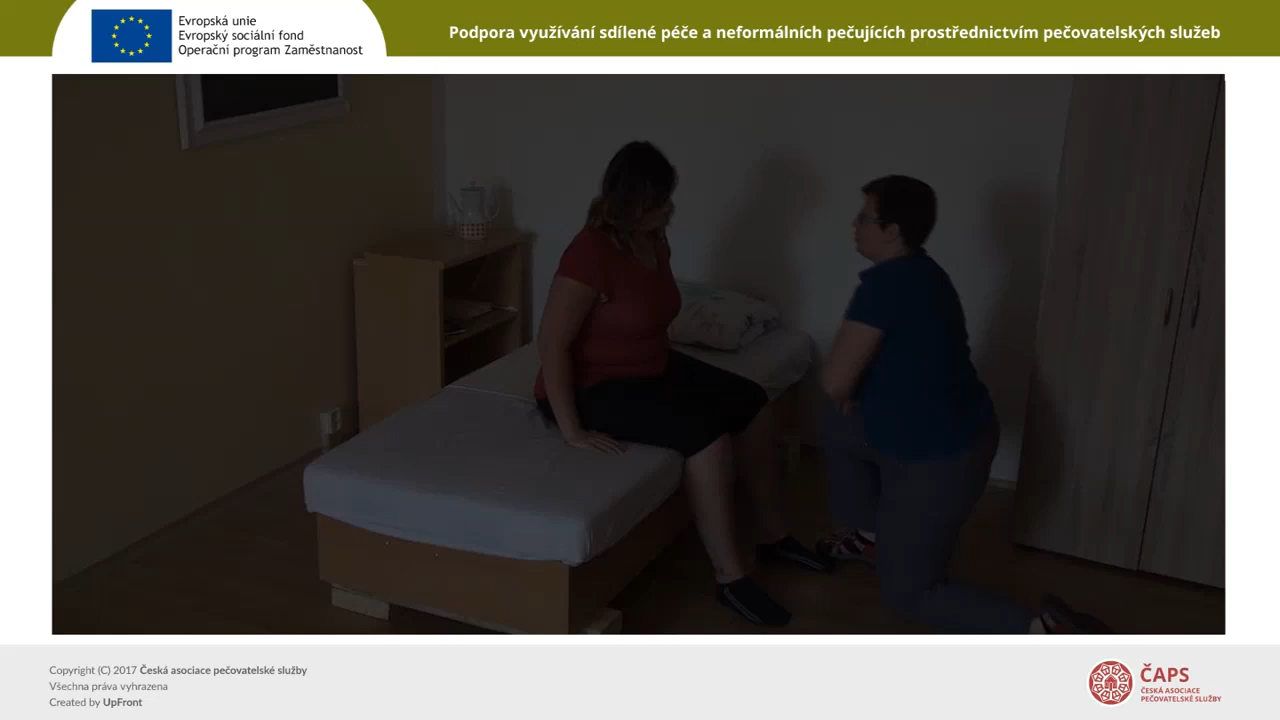 Evropská unie
Evropský sociální fond
Operační program Zaměstnanost
Podpora využívání sdílené péče a neformálních pečujících prostřednictvím pečovatelských služeb
Copyright (C) 2017 Česká asociace pečovatelské služby
Všechna práva vyhrazena
Created by UpFront
ČAPS
ČESKÁ ASOCIACE
PEČOVATELSKÉ SLUŽBY